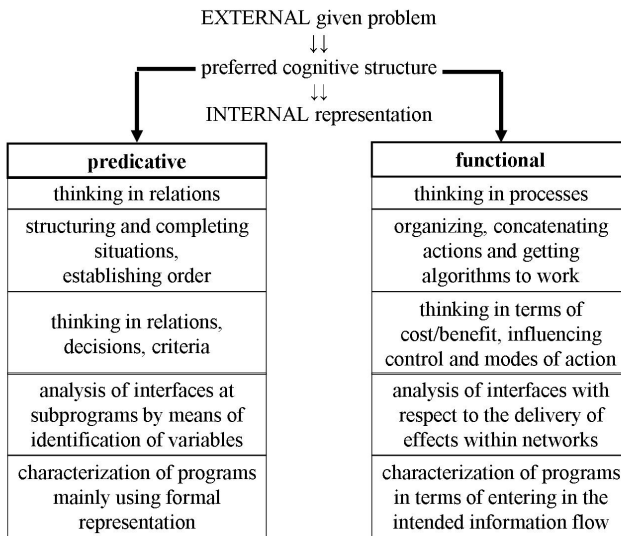 EXTERNAL given problem
↓↓
preferred cognitive structure
↓↓
INTERNAL representation
predicative
thinking in relations
structuring and completing
situations,
establishing order
thinking in relations,
decisions, criteria
analysis of interfaces at
subprograms by means of
identification of variables
characterization of programs
mainly using formal
representation
functional
thinking in processes
organizing, concatenating
actions and getting
algorithms to work
thinking in terms of
cost/benefit, influencing
control and modes of action
analysis of interfaces with
respect to the delivery of
effects within networks
characterization of programs
in terms of entering in the
intended information flow